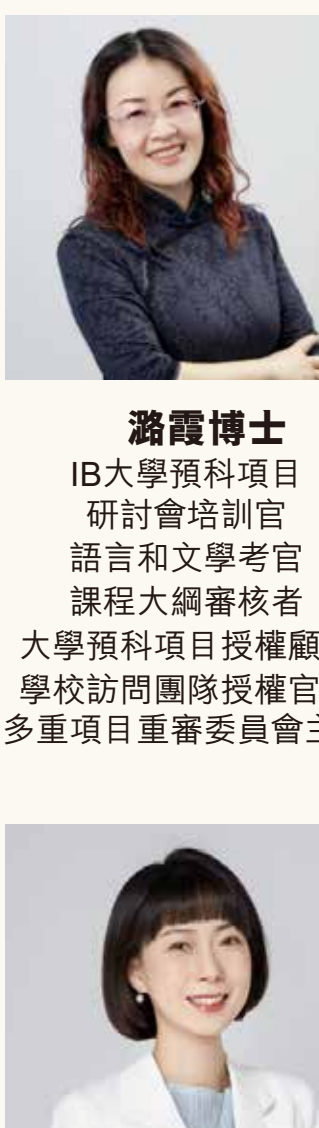 潞霞博士
IB大學預科項目
研討會培訓官
語言和文學考官
課程大綱審核者
大學預科項目授權顧
學校訪問團隊授權官
多重項目重審委員會主